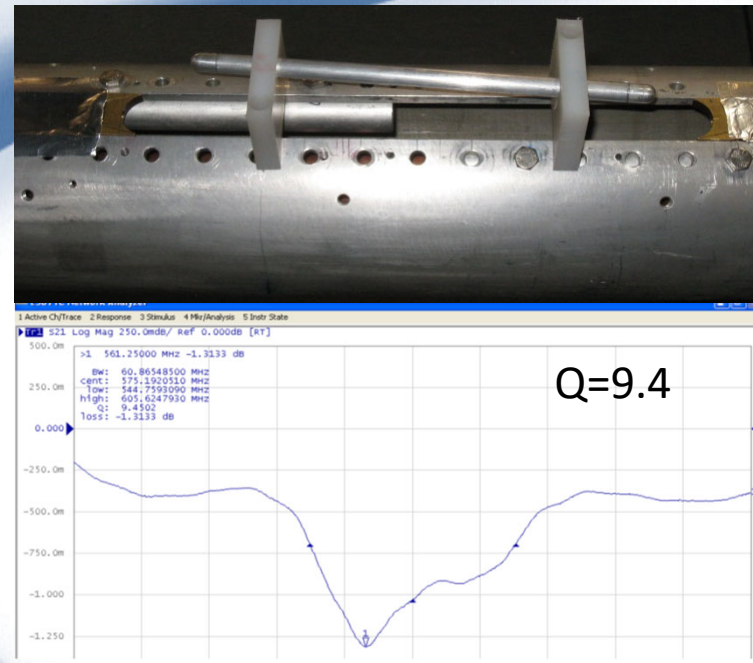 1 Active Ch/Trace 2 Response 3 Stimulus 4 Mkr/Analysis 5 Instr State
Tr1 S21 Log Mag 250.0mdB/ Ref 0.000dB [RT]
500.0m
>1 561.25000 MHz -1.3133 dB
BW: 60.86548500 MHz
cent: 575.1920510 MHz
low: 544.7593090 MHz
high: 605.6247930 MHz
Q: 9.4502
loss: -1.3133 dB
Q=9.4
250.0m
0.000
-250.0m
-500.0m
-750.0m
-1.000
-1.250
1